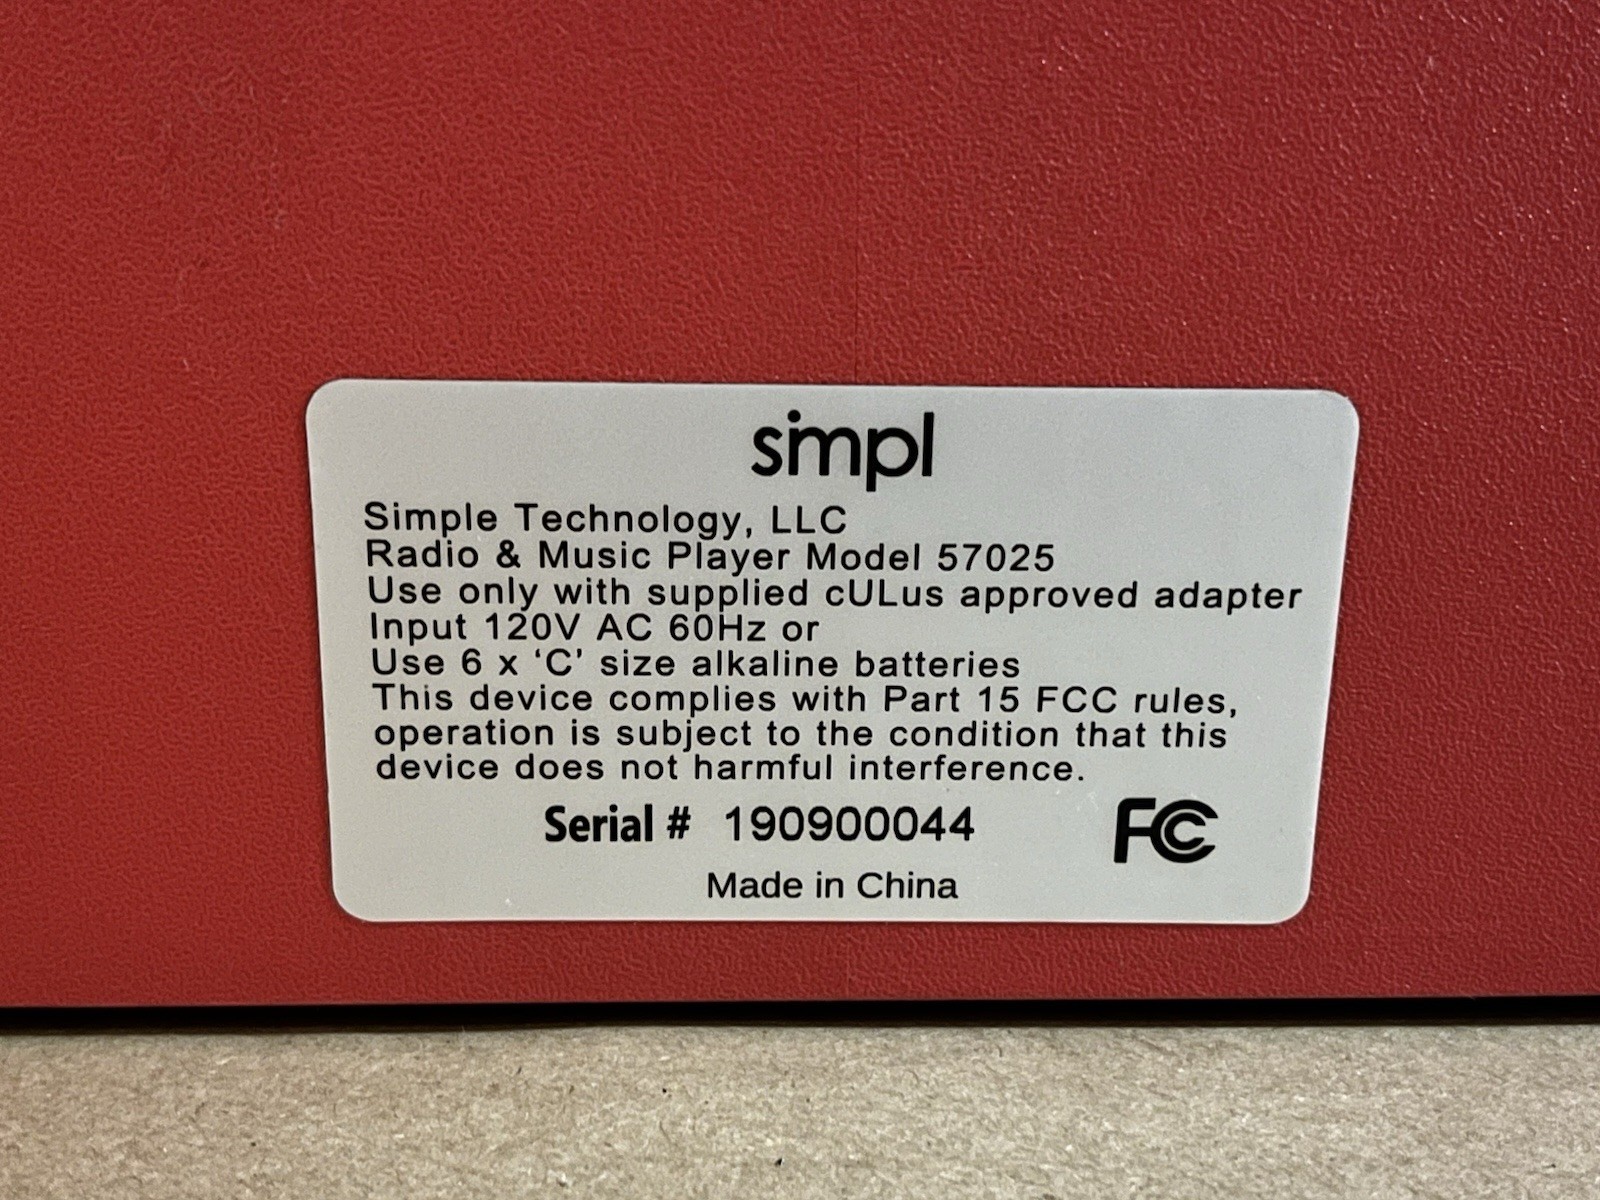 simpl
Simple Technology, LLC
Radio & Music Player Model 57025
Use only with supplied cULus approved adapter
Input 120V AC 60Hz or
Use 6 x ‘C’ size alkaline batteries
This device complies with Part 15 FCC rules,
operation is subject to the condition that this
device does not harmful interference.
Serial # 190900044
FC
Made in China